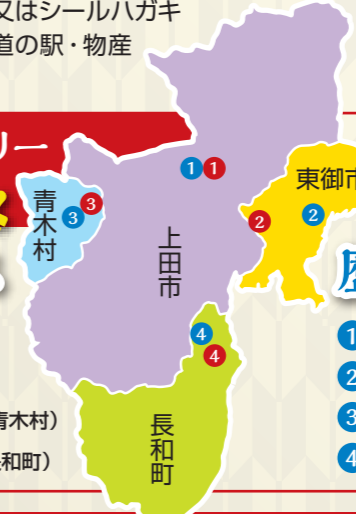 又はシールハガキ
道の駅・物産
リー
東御市
青木村
上田市
長和町
1 1
3 3
2 2
4 4
青木村)
和町)
1
2
3
4